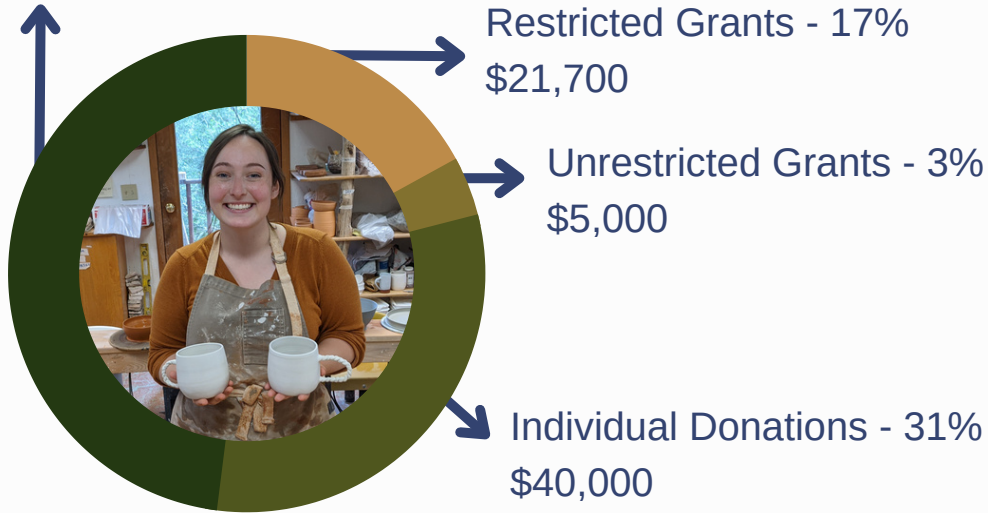 Restricted Grants - 17%
$21,700
Unrestricted Grants - 3%
$5,000
Individual Donations - 31%
$40,000